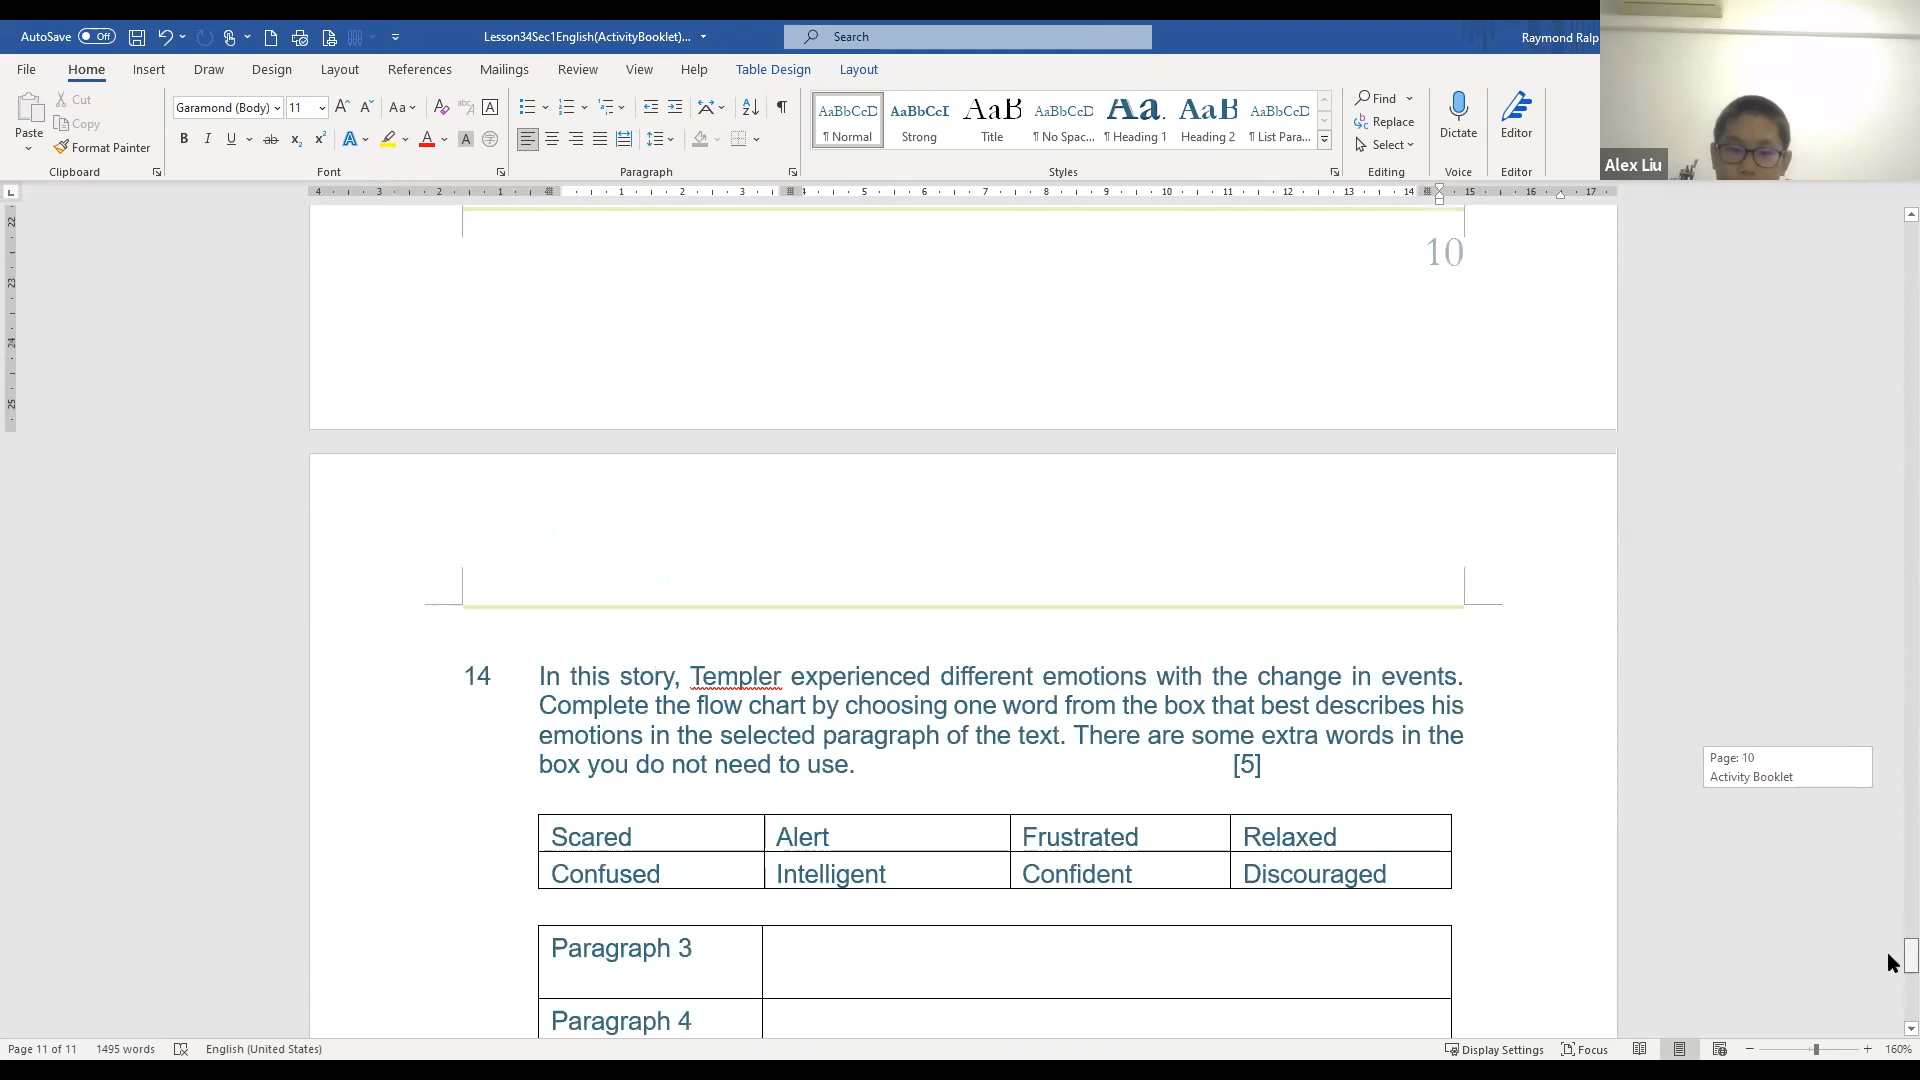 AutoSave Off Lesson34Sec1English(ActivityBooklet)... Search Raymond Ralp
File Home Insert Draw Design Layout References Mailings Review View Help Table Design Layout
Paste Cut Copy Format Painter Clipboard
Garamond (Body) 11 Font
Paragraph
AaBbCcD AaBbCcI AaB AaBbCcD Aa. AaB AaBbCcD
¶ Normal Strong Title ¶ No Spac... ¶ Heading 1 Heading 2 ¶ List Para...
Styles
Find Replace Select Editing
Dictate Voice
Editor Editor
Alex Liu
10
14 In this story, Templer experienced different emotions with the change in events.
Complete the flow chart by choosing one word from the box that best describes his
emotions in the selected paragraph of the text. There are some extra words in the
box you do not need to use. [5]
Scared Alert Frustrated Relaxed
Confused Intelligent Confident Discouraged
Paragraph 3
Paragraph 4
Page: 10
Activity Booklet
Page 11 of 11 1495 words English (United States) Display Settings Focus 160%